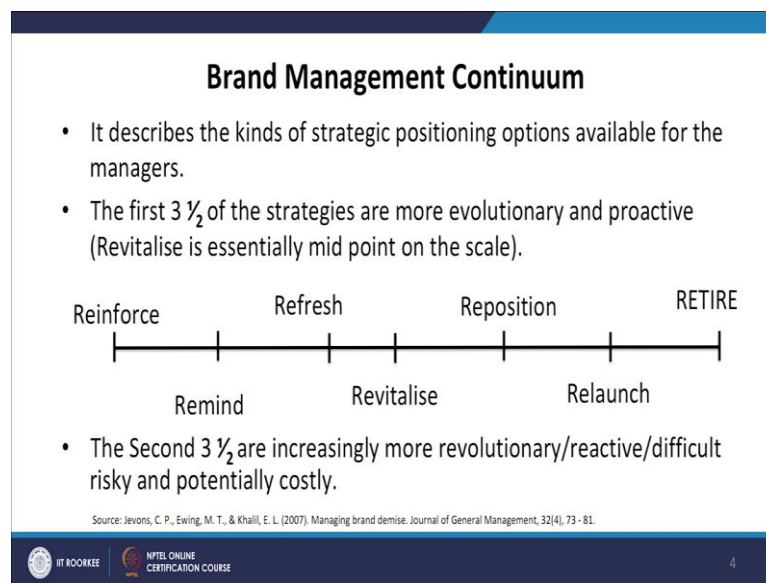 Brand Management Continuum
• It describes the kinds of strategic positioning options available for the
managers.
• The first 3 ½ of the strategies are more evolutionary and proactive
(Revitalise is essentially mid point on the scale).
Reinforce Refresh Reposition RETIRE
Remind Revitalise Relaunch
• The Second 3 ½ are increasingly more revolutionary/reactive/difficult
risky and potentially costly.
Source: Jevons, C. P., Ewing, M. T., & Khalil, E. L. (2007). Managing brand demise. Journal of General Management, 32(4), 73 - 81.
IIT ROORKEE NPTEL ONLINE
CERTIFICATION COURSE
4